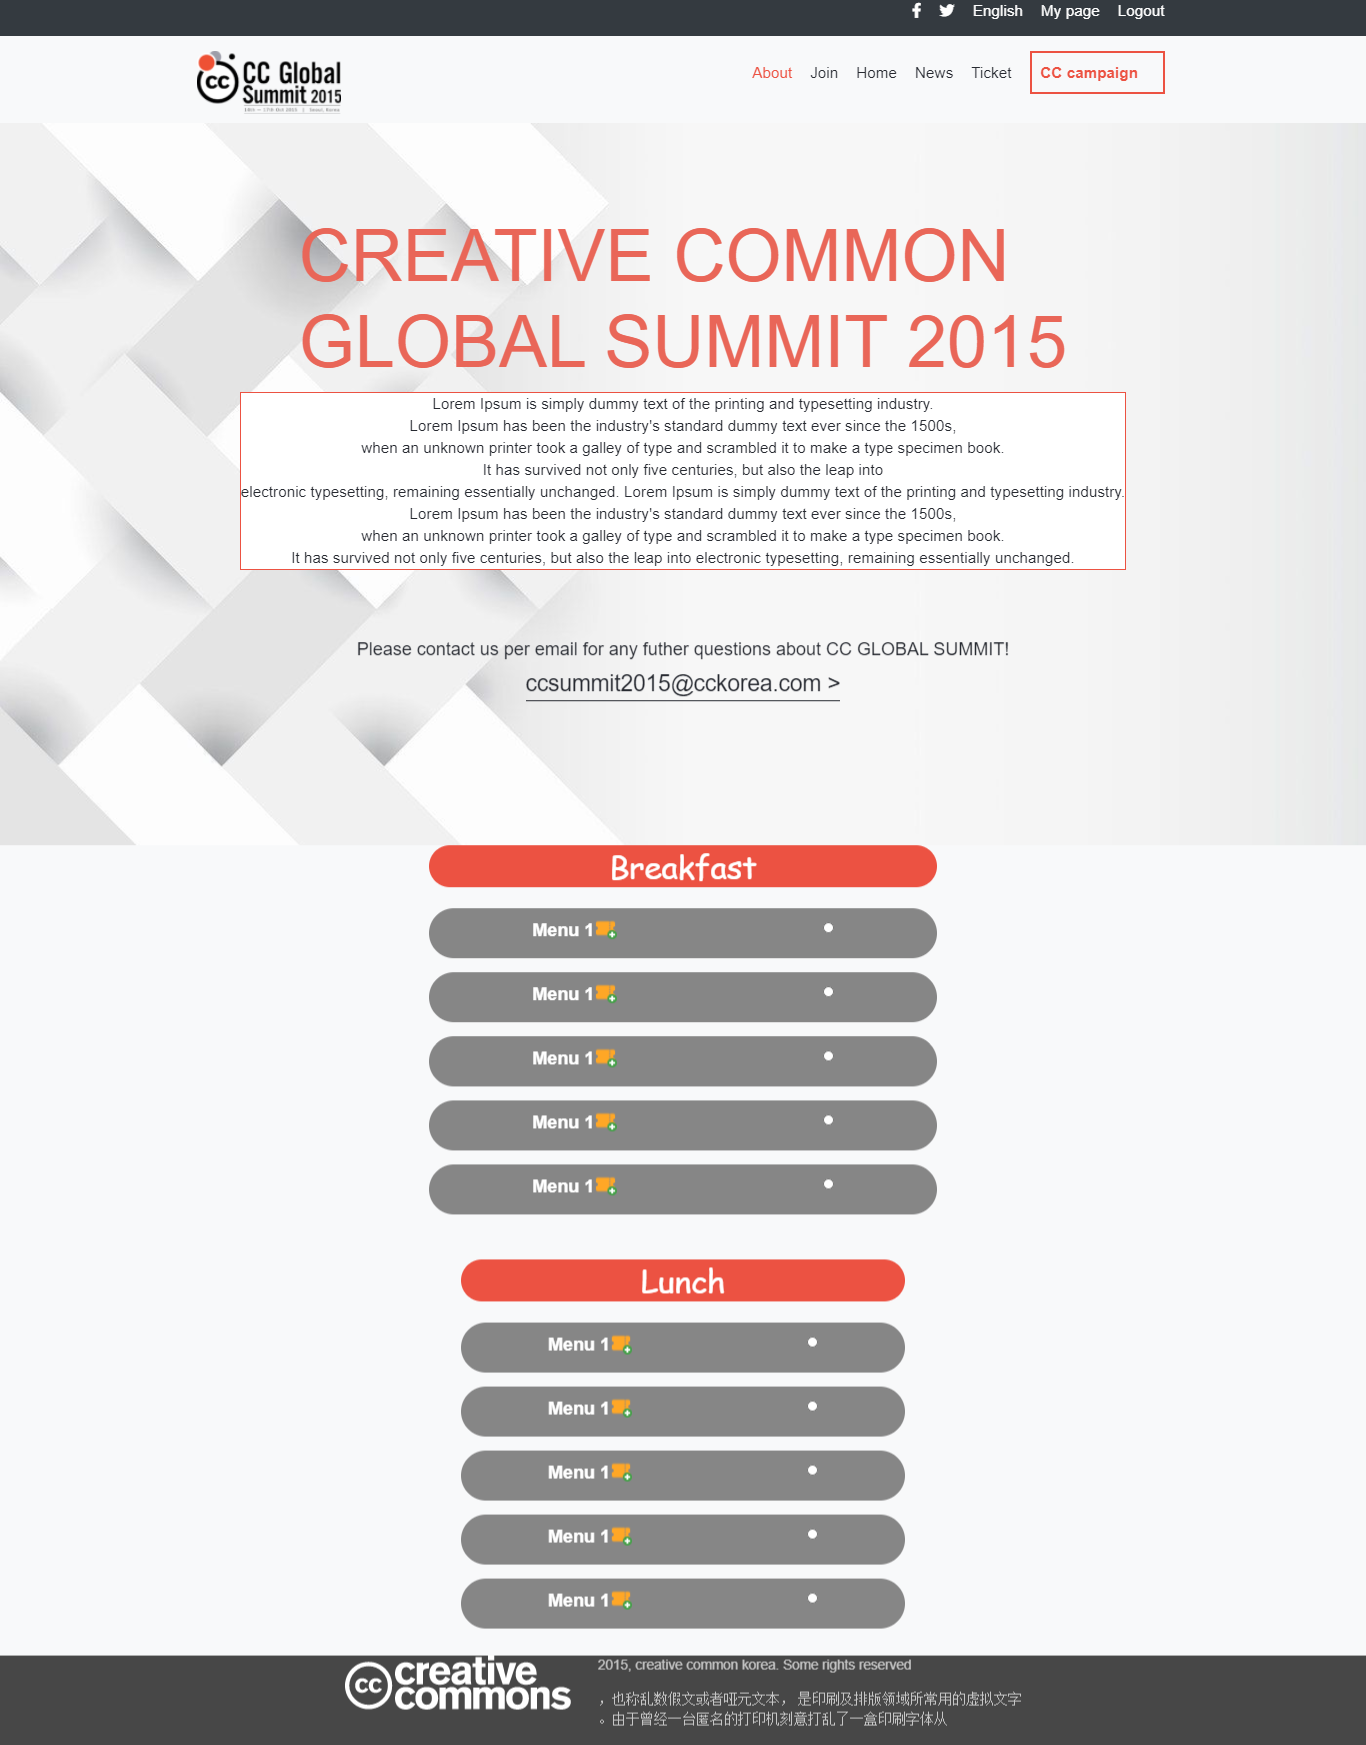 English My page Logout
CC Global
Summit 2015
About Join Home News Ticket CC campaign
CREATIVE COMMON
GLOBAL SUMMIT 2015
Lorem Ipsum is simply dummy text of the printing and typesetting industry.
Lorem Ipsum has been the industry's standard dummy text ever since the 1500s,
when an unknown printer took a galley of type and scrambled it to make a type specimen book.
It has survived not only five centuries, but also the leap into
electronic typesetting, remaining essentially unchanged. Lorem Ipsum is simply dummy text of the printing and typesetting industry.
Lorem Ipsum has been the industry's standard dummy text ever since the 1500s,
when an unknown printer took a galley of type and scrambled it to make a type specimen book.
It has survived not only five centuries, but also the leap into electronic typesetting, remaining essentially unchanged.
Please contact us per email for any futher questions about CC GLOBAL SUMMIT!
ccsummit2015@cckorea.com >
Breakfast
Menu 1
Menu 1
Menu 1
Menu 1
Menu 1
Lunch
Menu 1
Menu 1
Menu 1
Menu 1
Menu 1
cc creative
commons
2015, creative common korea. Some rights reserved
，也称乱数假文或者哑元文本， 是印刷及排版领域所常用的虚拟文字
。由于曾经一台匿名的打印机刻意打乱了一盒印刷字体从